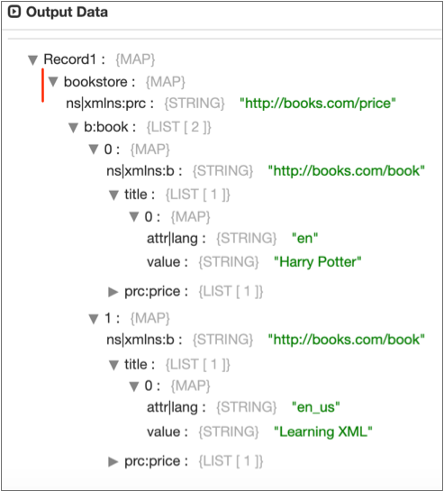 Output Data
Record1 : {MAP}
bookstore : {MAP}
ns|xmlns:prc : {STRING} "http://books.com/price"
b:book : {LIST [ 2 ]}
0 : {MAP}
ns|xmlns:b : {STRING} "http://books.com/book"
title : {LIST [ 1 ]}
0 : {MAP}
attr|lang : {STRING} "en"
value : {STRING} "Harry Potter"
prc:price : {LIST [ 1 ]}
1 : {MAP}
ns|xmlns:b : {STRING} "http://books.com/book"
title : {LIST [ 1 ]}
0 : {MAP}
attr|lang : {STRING} "en_us"
value : {STRING} "Learning XML"
prc:price : {LIST [ 1 ]}